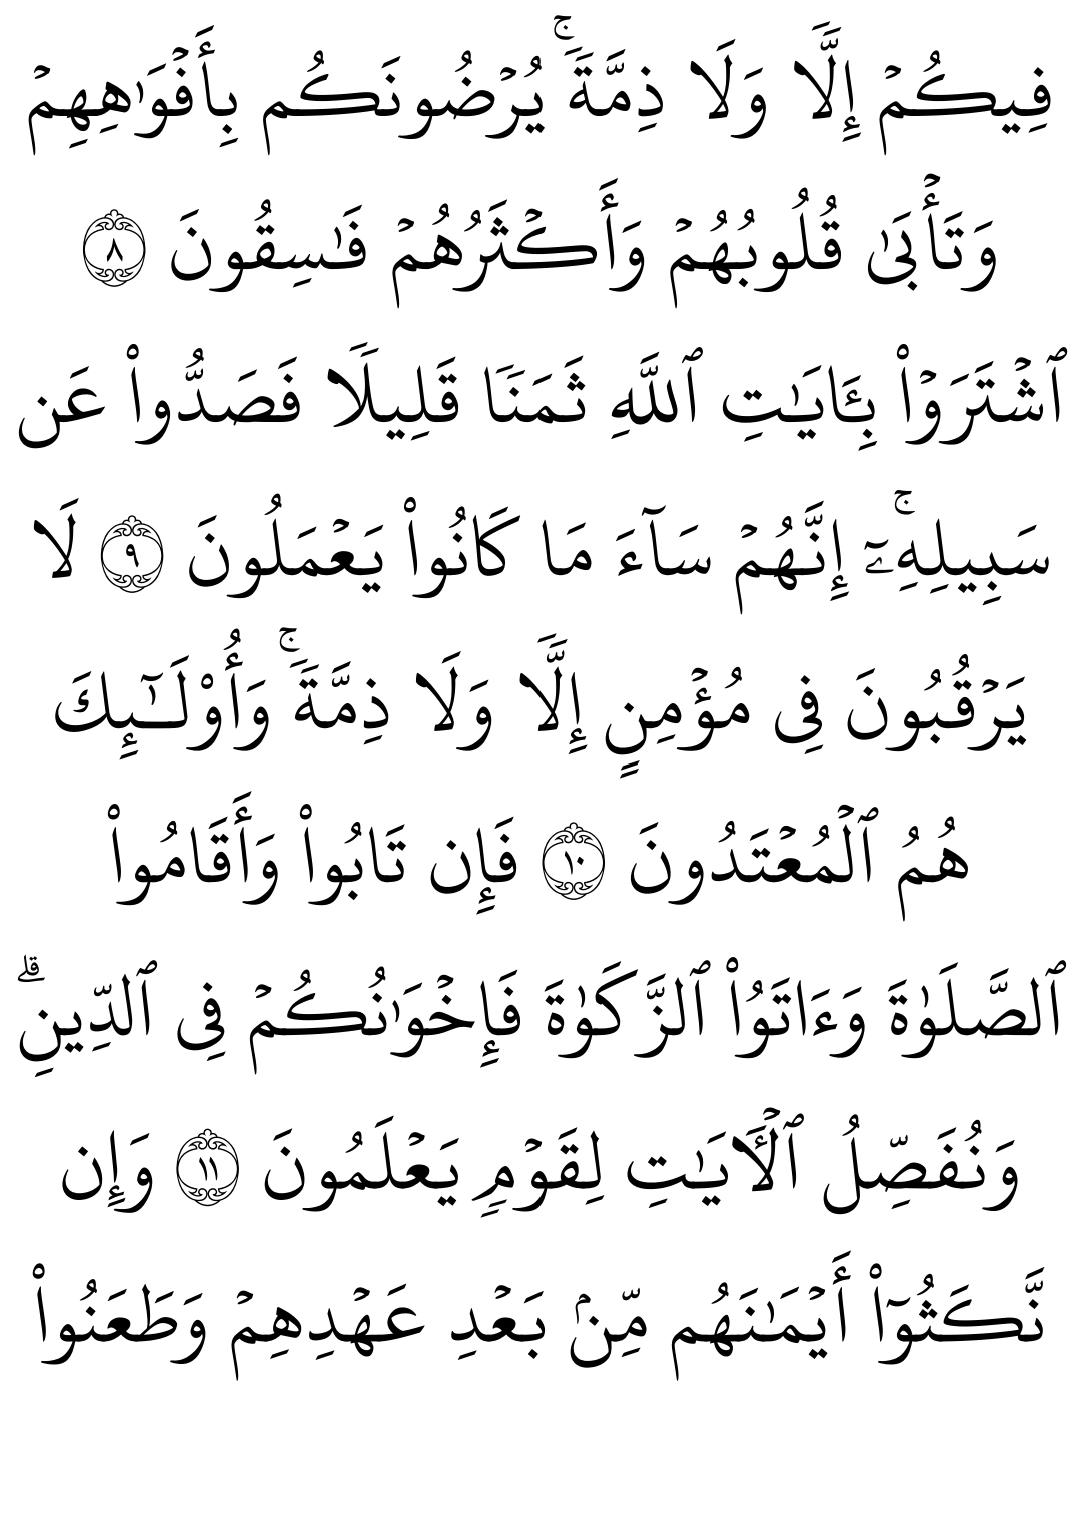 فِيكُمۡ إِلّٗا وَلَا ذِمَّةٗۚ يُرۡضُونَكُم بِأَفۡوَٰهِهِمۡ
وَتَأۡبَىٰ قُلُوبُهُمۡ وَأَكۡثَرُهُمۡ فَٰسِقُونَ ٨
ٱشۡتَرَوۡاْ بِـَٔايَٰتِ ٱللَّهِ ثَمَنٗا قَلِيلٗا فَصَدُّواْ عَن
سَبِيلِهِۦٓۚ إِنَّهُمۡ سَآءَ مَا كَانُواْ يَعۡمَلُونَ ٩ لَا
يَرۡقُبُونَ فِي مُؤۡمِنٍ إِلّٗا وَلَا ذِمَّةٗۚ وَأُوْلَٰٓئِكَ
هُمُ ٱلۡمُعۡتَدُونَ ١٠ فَإِن تَابُواْ وَأَقَامُواْ
ٱلصَّلَوٰةَ وَءَاتَوُاْ ٱلزَّكَوٰةَ فَإِخۡوَٰنُكُمۡ فِي ٱلدِّينِۗ
وَنُفَصِّلُ ٱلۡأٓيَٰتِ لِقَوۡمٖ يَعۡلَمُونَ ١١ وَإِن
نَّكَثُوٓاْ أَيۡمَٰنَهُم مِّنۢ بَعۡدِ عَهۡدِهِمۡ وَطَعَنُواْ